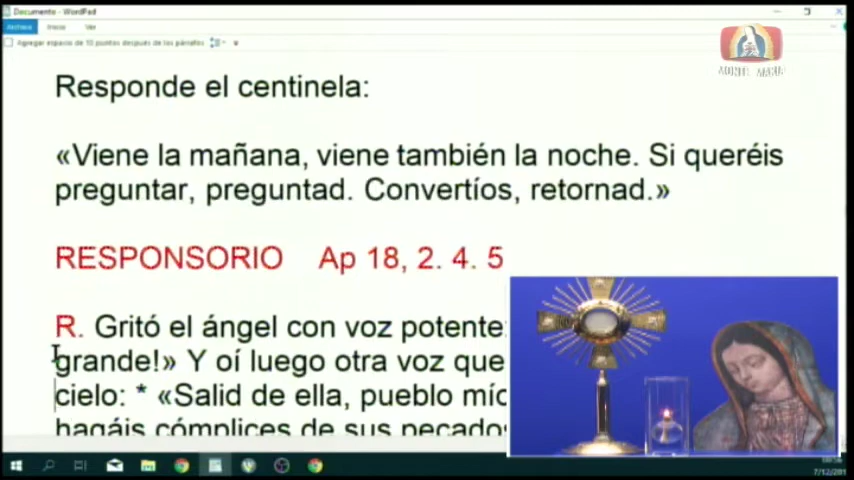 Documento - WordPad
Archivo Inicio Ver
Agregar espacio de 10 puntos después de los párrafos
Responde el centinela:
«Viene la mañana, viene también la noche. Si queréis
preguntar, preguntad. Convertíos, retornad.»
RESPONSORIO Ap 18, 2. 4. 5
R. Gritó el ángel con voz potente:
grande!» Y oí luego otra voz que
cielo: * «Salid de ella, pueblo mío
hagáis cómplices de sus pecados